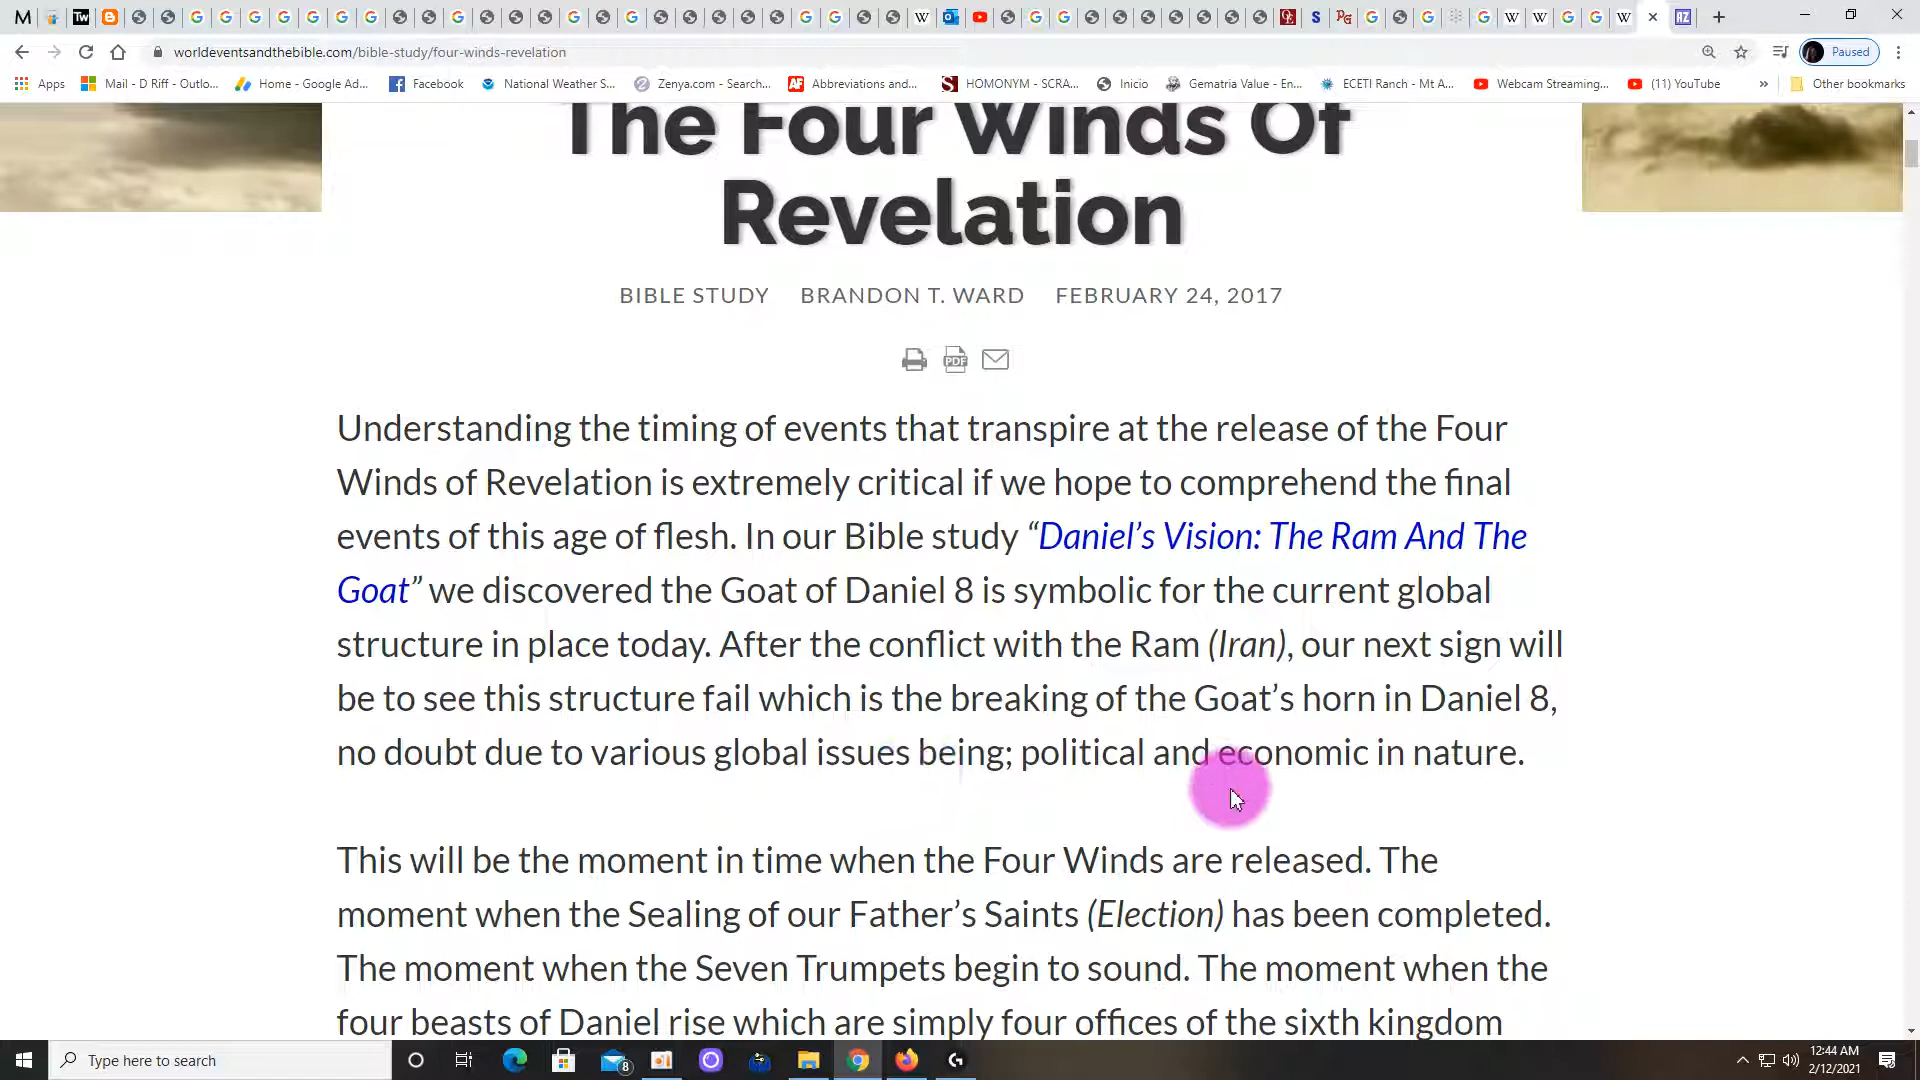 worldeventsandthebible.com/bible-study/four-winds-revelation
Paused
Apps
Mail - D Riff - Outlo...
Home - Google Ad...
Facebook
National Weather S...
Zenya.com - Search...
Abbreviations and...
HOMONYM - SCRA...
Inicio
Gematria Value - En...
ECETI Ranch - Mt A...
Webcam Streaming...
(11) YouTube
»
Other bookmarks
The Four Winds Of
Revelation
BIBLE STUDY BRANDON T. WARD FEBRUARY 24, 2017
PDF
Understanding the timing of events that transpire at the release of the Four
Winds of Revelation is extremely critical if we hope to comprehend the final
events of this age of flesh. In our Bible study “Daniel’s Vision: The Ram And The
Goat” we discovered the Goat of Daniel 8 is symbolic for the current global
structure in place today. After the conflict with the Ram (Iran), our next sign will
be to see this structure fail which is the breaking of the Goat’s horn in Daniel 8,
no doubt due to various global issues being; political and economic in nature.
This will be the moment in time when the Four Winds are released. The
moment when the Sealing of our Father’s Saints (Election) has been completed.
The moment when the Seven Trumpets begin to sound. The moment when the
four beasts of Daniel rise which are simply four offices of the sixth kingdom
Type here to search
8
12:44 AM
2/12/2021